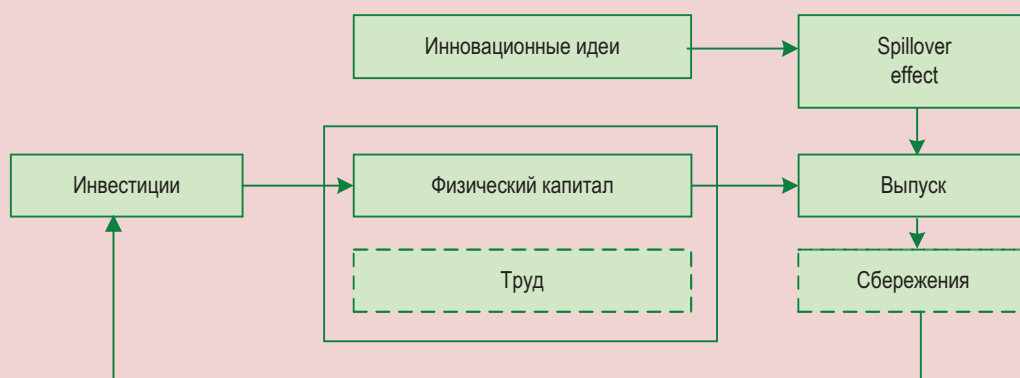 Инновационные идеи
Spillover
effect
Инвестиции
Физический капитал
Выпуск
Труд
Сбережения